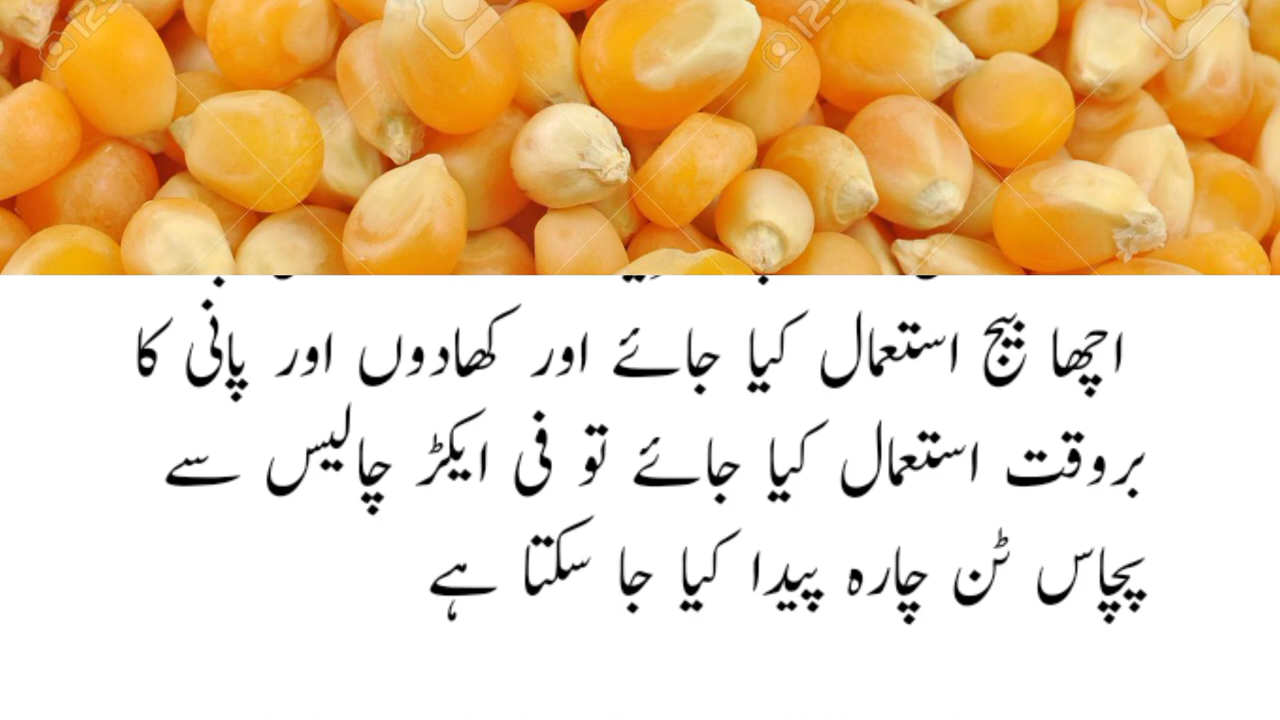 اچھا بیج استعمال کیا جائے اور کھادوں اور پانی کا
بروقت استعمال کیا جائے تو فی ایکڑ چالیس سے
پچاس ٹن چارہ پیدا کیا جا سکتا ہے